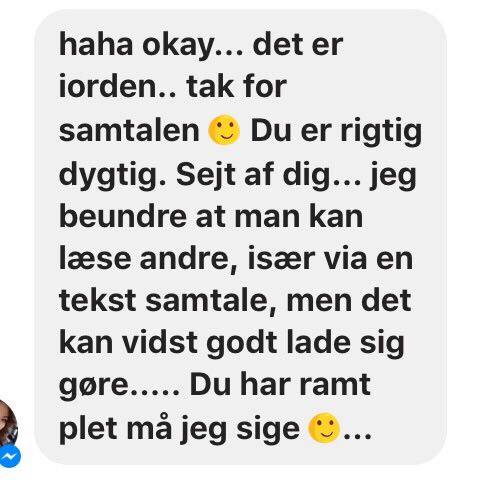 haha okay... det er
iorden.. tak for
samtalen 🙂 Du er rigtig
dygtig. Sejt af dig... jeg
beundre at man kan
læse andre, især via en
tekst samtale, men det
kan vidst godt lade sig
gøre..... Du har ramt
plet må jeg sige 🙂...